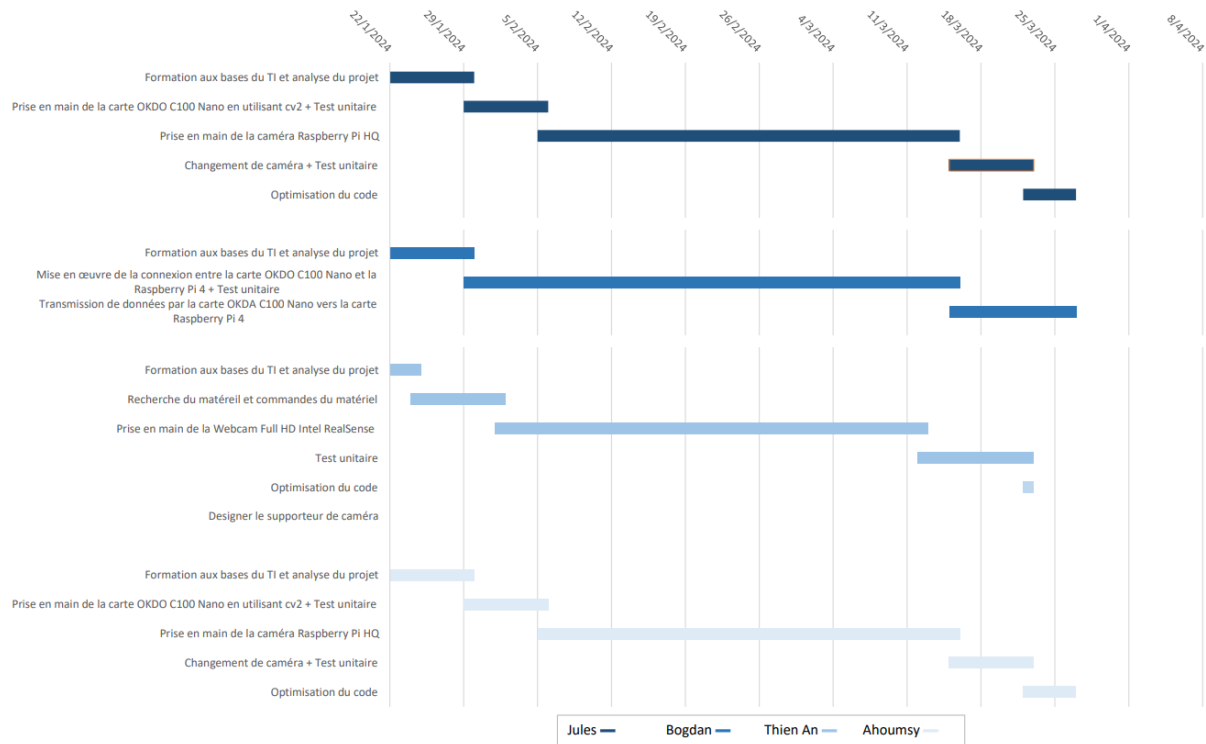 22/1/2024
29/1/2024
5/2/2024
12/2/2024
19/2/2024
26/2/2024
4/3/2024
11/3/2024
18/3/2024
25/3/2024
1/4/2024
8/4/2024
Formation aux bases du TI et analyse du projet
Prise en main de la carte OKDO C100 Nano en utilisant cv2 + Test unitaire
Prise en main de la caméra Raspberry Pi HQ
Changement de caméra + Test unitaire
Optimisation du code
Formation aux bases du TI et analyse du projet
Mise en œuvre de la connexion entre la carte OKDO C100 Nano et la
Raspberry Pi 4 + Test unitaire
Transmission de données par la carte OKDA C100 Nano vers la carte
Raspberry Pi 4
Formation aux bases du TI et analyse du projet
Recherche du matéreil et commandes du matériel
Prise en main de la Webcam Full HD Intel RealSense
Test unitaire
Optimisation du code
Designer le supporteur de caméra
Formation aux bases du TI et analyse du projet
Prise en main de la carte OKDO C100 Nano en utilisant cv2 + Test unitaire
Prise en main de la caméra Raspberry Pi HQ
Changement de caméra + Test unitaire
Optimisation du code
Jules Bogdan Thien An Ahoumsy